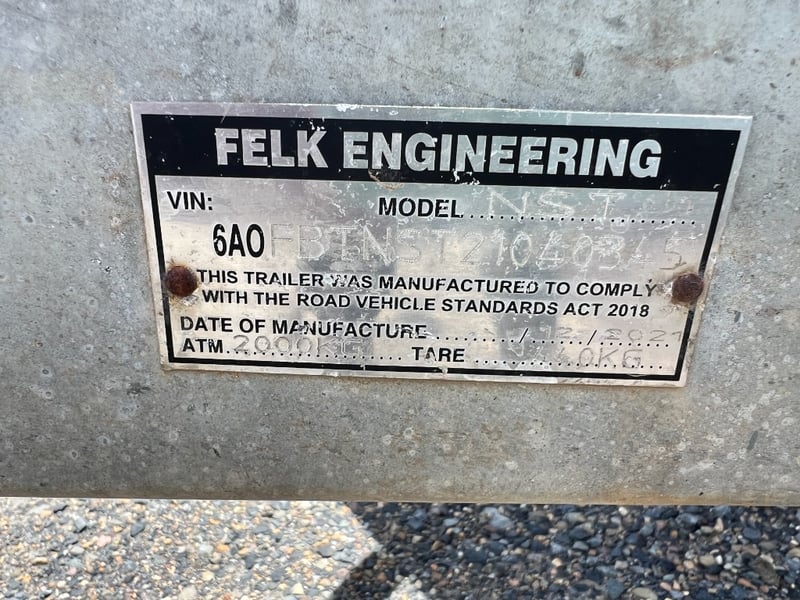 FELK ENGINEERING
VIN: MODEL NST
6A0FBTNST21040345
THIS TRAILER WAS MANUFACTURED TO COMPLY
WITH THE ROAD VEHICLE STANDARDS ACT 2018
DATE OF MANUFACTURE / 12 / 2021
ATM 2000KG TARE